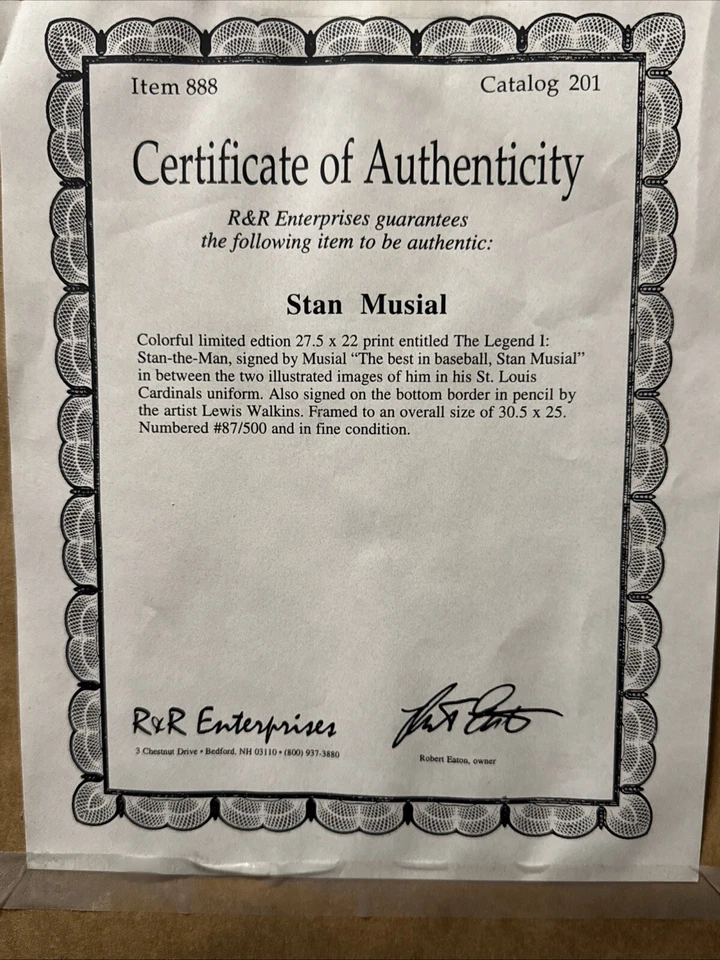 Item 888
Catalog 201
Certificate of Authenticity
R&R Enterprises guarantees
the following item to be authentic:
Stan Musial
Colorful limited edtion 27.5 x 22 print entitled The Legend 1:
Stan-the-Man, signed by Musial “The best in baseball, Stan Musial”
in between the two illustrated images of him in his St. Louis
Cardinals uniform. Also signed on the bottom border in pencil by
the artist Lewis Walkins. Framed to an overall size of 30.5 x 25.
Numbered #87/500 and in fine condition.
R&R Enterprises
3 Chestnut Drive • Bedford, NH 03110 • (800) 937-3880
Robert Eaton, owner